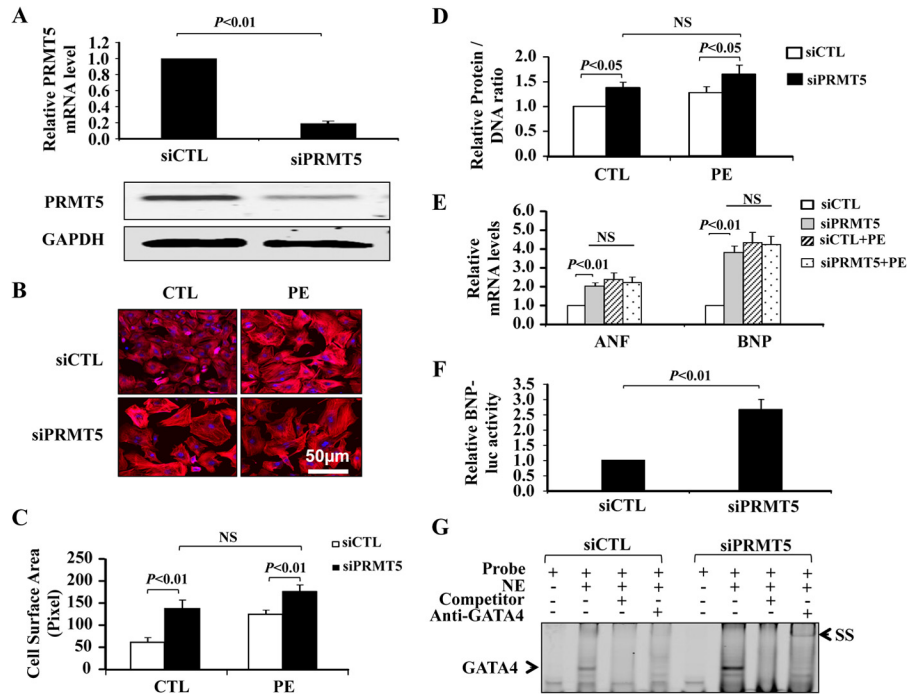 A
Relative PRMT5
mRNA level
P<0.01
1.2
1.0
0.8
0.6
0.4
0.2
0.0
siCTL siPRMT5
PRMT5
GAPDH
B
CTL PE
siCTL
siPRMT5
50μm
C
Cell Surface Area
(Pixel)
NS
siCTL
siPRMT5
250
200
150
100
50
0
P<0.01
P<0.01
CTL PE
D
Relative Protein /
DNA ratio
NS
siCTL
siPRMT5
2.0
1.5
1.0
0.5
0
P<0.05
P<0.05
CTL PE
E
Relative
mRNA levels
siCTL
siPRMT5
siCTL+PE
siPRMT5+PE
6.0
5.0
4.0
3.0
2.0
1.0
0.0
NS
P<0.01
NS
P<0.01
ANF BNP
F
Relative BNP-
luc activity
P<0.01
3.5
3.0
2.5
2.0
1.5
1.0
0.5
0.0
siCTL siPRMT5
G
siCTL siPRMT5
Probe + + + + + + + +
NE - + + + - + + +
Competitor - - + - - - + -
Anti-GATA4 - - - + - - - +
SS
GATA4